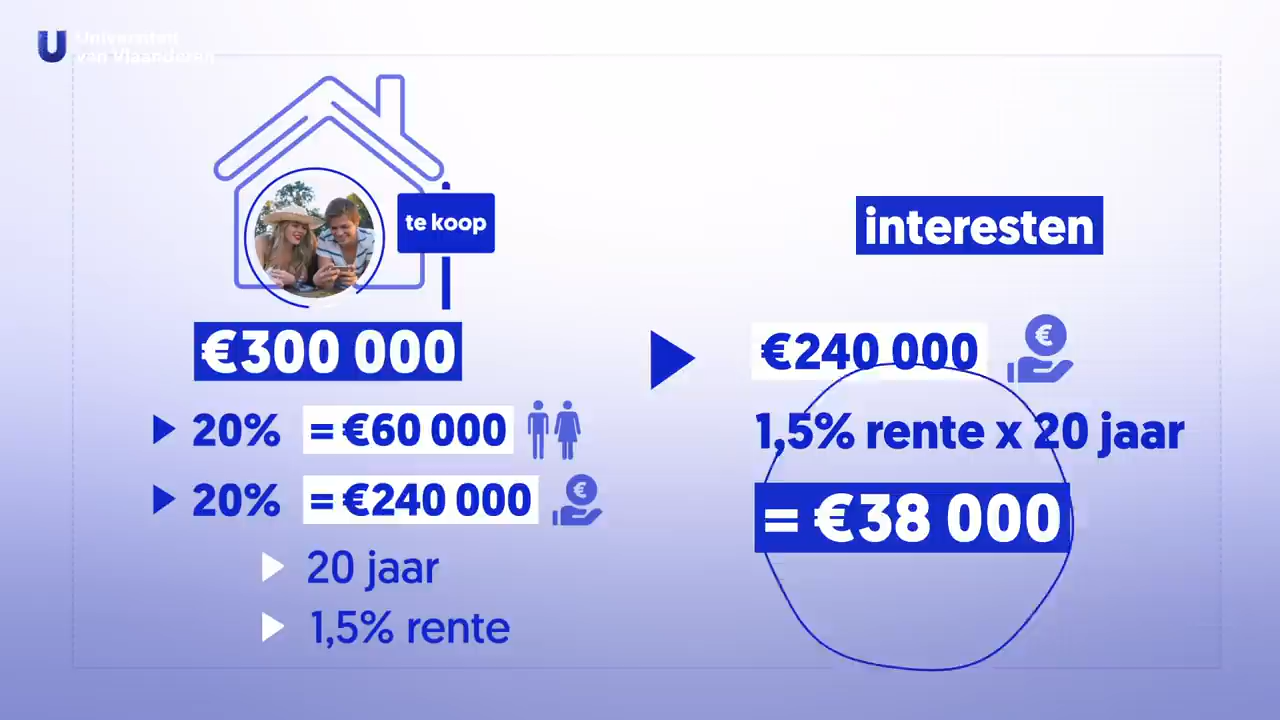 Universiteit
van Vlaanderen
te koop
€300 000
20% = €60 000
20% = €240 000
20 jaar
1,5% rente
interesten
€240 000
€
1,5% rente x 20 jaar
= €38 000